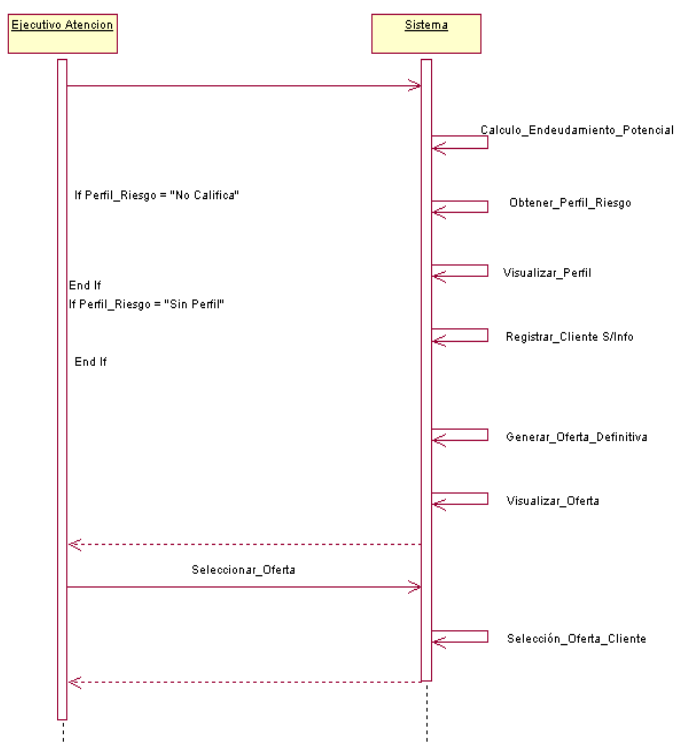 Ejecutivo Atencion
Sistema
Calculo_Endeudamiento_Potencial
If Perfil_Riesgo = "No Califica"
Obtener_Perfil_Riesgo
Visualizar_Perfil
End If
If Perfil_Riesgo = "Sin Perfil"
Registrar_Cliente S/Info
End If
Generar_Oferta_Definitiva
Visualizar_Oferta
Seleccionar_Oferta
Selección_Oferta_Cliente